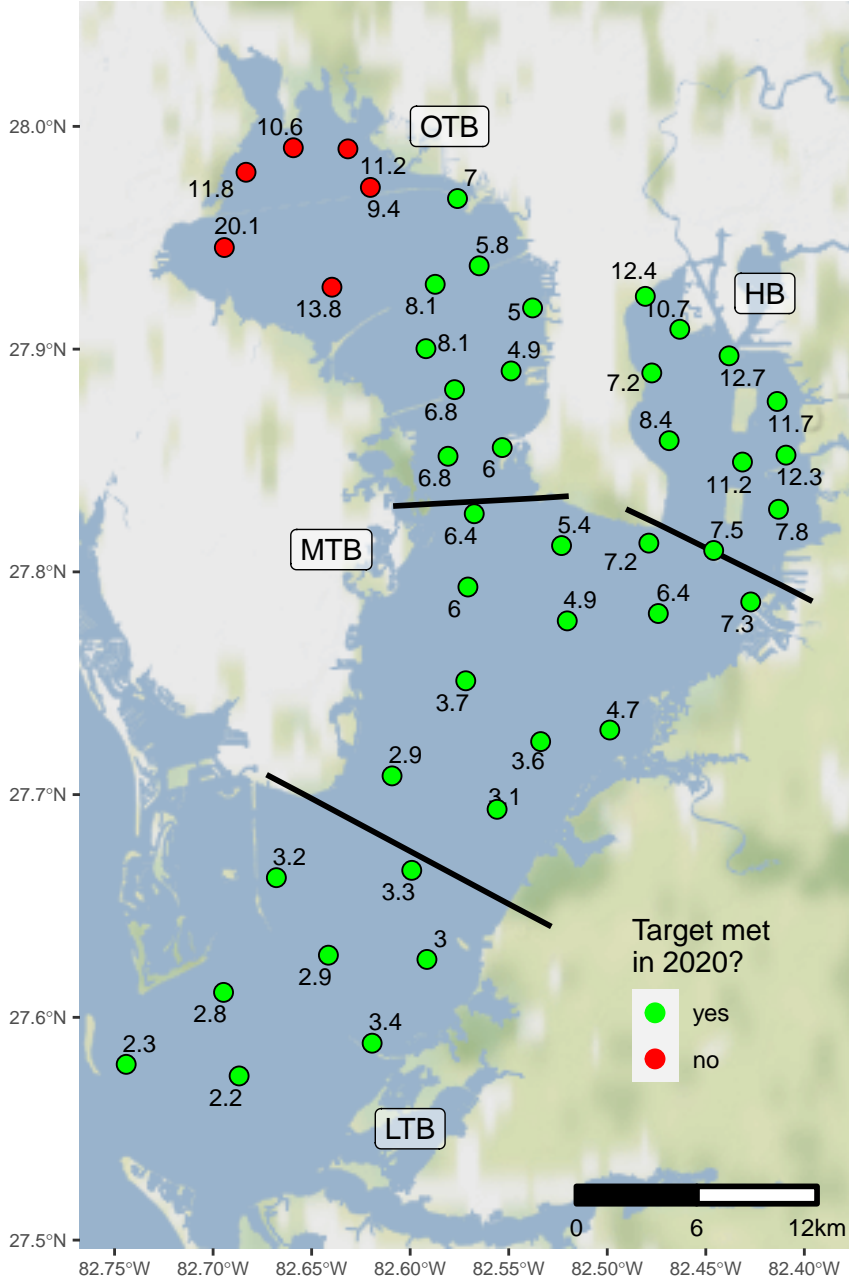 28.0°N
27.9°N
27.8°N
27.7°N
27.6°N
27.5°N
82.75°W 82.70°W 82.65°W 82.60°W 82.55°W 82.50°W 82.45°W 82.40°W
OTB
HB
MTB
LTB
10.6
11.2
11.8
9.4
7
20.1
5.8
13.8
8.1
5
12.4
10.7
8.1
4.9
7.2
12.7
6.8
11.7
8.4
6.8
6
11.2
12.3
6.4
5.4
7.2
7.5
7.8
6
4.9
6.4
7.3
3.7
4.7
2.9
3.6
3.1
3.2
3.3
2.9
3
2.8
3.4
2.3
2.2
Target met
in 2020?
yes
no
0 6 12km